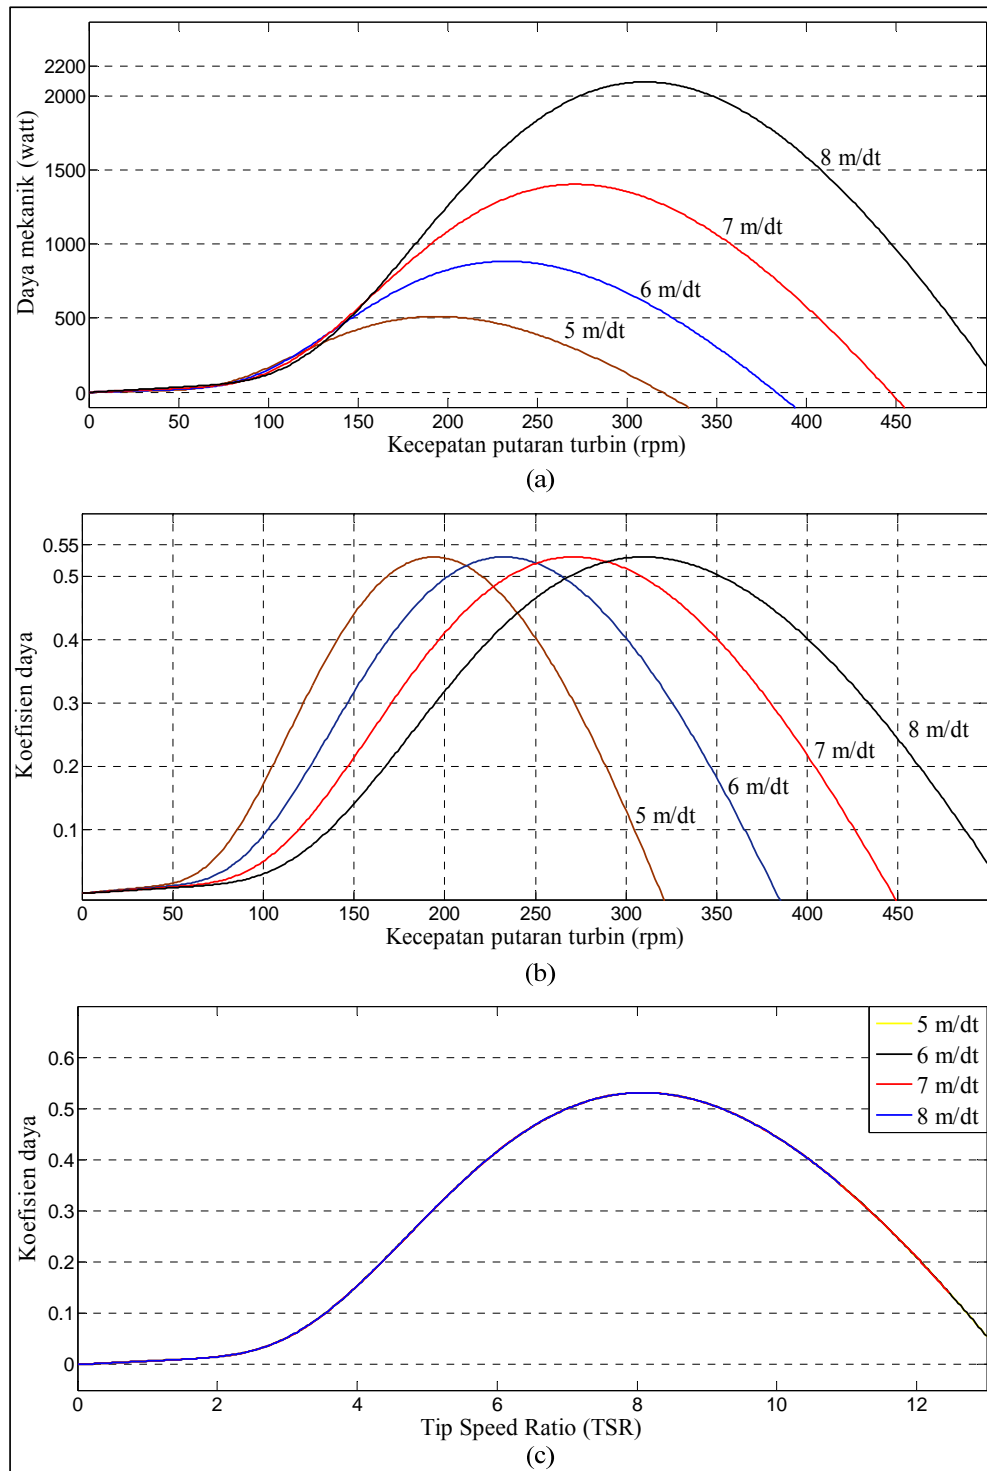 2200
2000
1500
1000
500
0
Daya mekanik (watt)
8 m/dt
7 m/dt
6 m/dt
5 m/dt
0 50 100 150 200 250 300 350 400 450
Kecepatan putaran turbin (rpm)
(a)
0.55
0.5
0.4
0.3
0.2
0.1
Koefisien daya
8 m/dt
7 m/dt
6 m/dt
5 m/dt
0 50 100 150 200 250 300 350 400 450
Kecepatan putaran turbin (rpm)
(b)
5 m/dt
6 m/dt
7 m/dt
8 m/dt
0.6
0.5
0.4
0.3
0.2
0.1
0
Koefisien daya
0 2 4 6 8 10 12
Tip Speed Ratio (TSR)
(c)